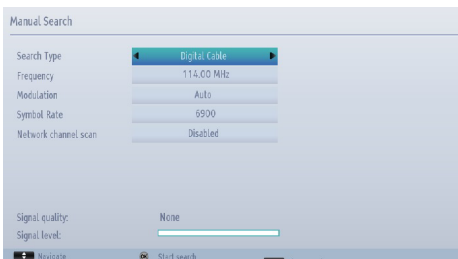 Manual Search
Search Type Digital Cable
Frequency 114.00 MHz
Modulation Auto
Symbol Rate 6900
Network channel scan Disabled
Signal quality: None
Signal level:
Navigate OK Start search